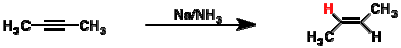 H₃C CH₃ Na/NH₃ H CH₃
H₃C H